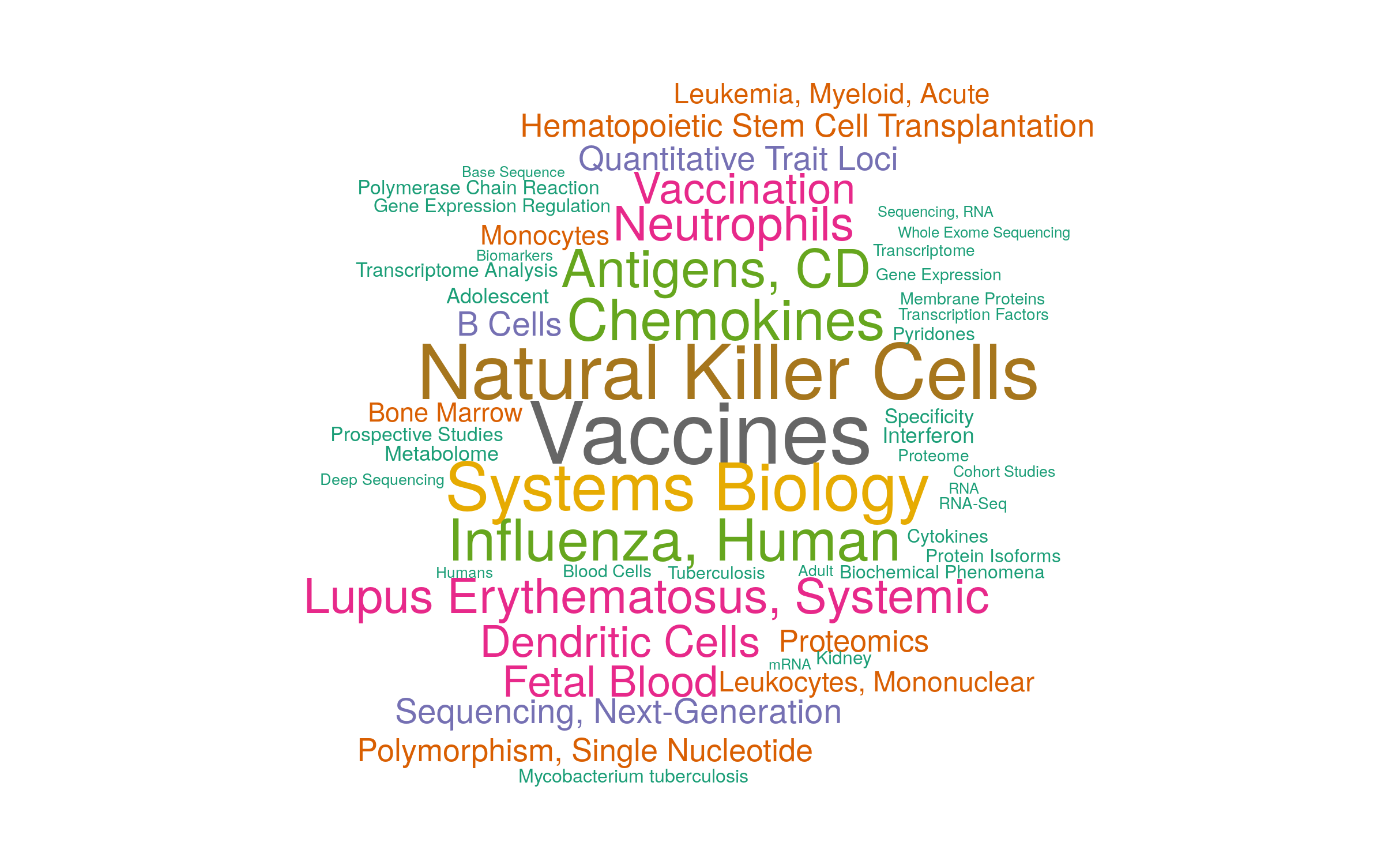 Leukemia, Myeloid, Acute
Hematopoietic Stem Cell Transplantation
Quantitative Trait Loci
Base Sequence
Polymerase Chain Reaction
Vaccination
Gene Expression Regulation
Neutrophils
Sequencing, RNA
Monocytes
Whole Exome Sequencing
Biomarkers
Transcriptome
Transcriptome Analysis
Antigens, CD
Gene Expression
Adolescent
Membrane Proteins
B Cells
Chemokines
Transcription Factors
Pyridones
Natural Killer Cells
Bone Marrow
Vaccines
Specificity
Prospective Studies
Interferon
Metabolome
Proteome
Deep Sequencing
Systems Biology
Cohort Studies
RNA
RNA-Seq
Influenza, Human
Cytokines
Protein Isoforms
Humans
Blood Cells
Tuberculosis
Adult
Biochemical Phenomena
Lupus Erythematosus, Systemic
Dendritic Cells
Proteomics
mRNA
Kidney
Fetal Blood
Leukocytes, Mononuclear
Sequencing, Next-Generation
Polymorphism, Single Nucleotide
Mycobacterium tuberculosis